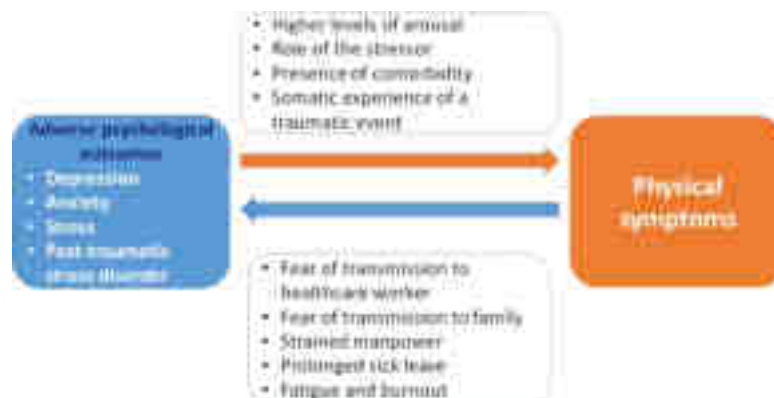 • Higher levels of arousal
• Role of the stressor
• Presence of comorbidity
• Somatic experience of a
traumatic event
Adverse psychological
outcomes
• Depression
• Anxiety
• Stress
• Post traumatic
stress disorder
Physical
symptoms
• Fear of transmission to
healthcare worker
• Fear of transmission to family
• Strained manpower
• Prolonged sick leave
• Fatigue and burnout